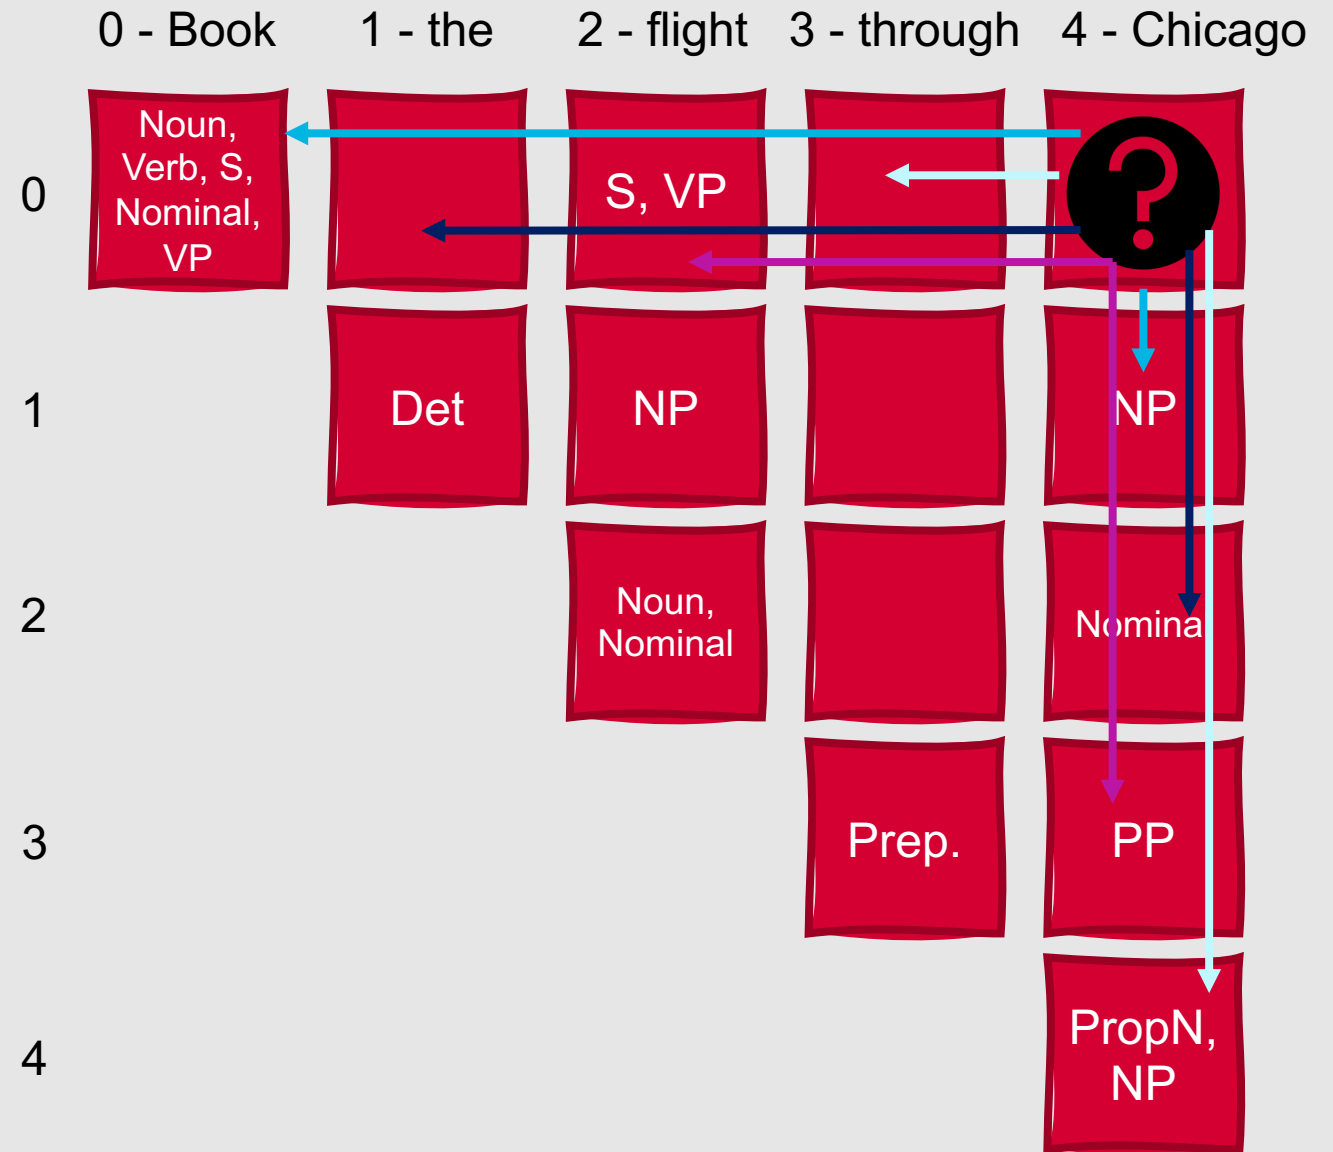 0 - Book 1 - the 2 - flight 3 - through 4 - Chicago
0
Noun,
Verb, S,
Nominal,
VP
S, VP
?
1
Det
NP
NP
2
Noun,
Nominal
Nomina
3
Prep.
PP
4
PropN,
NP